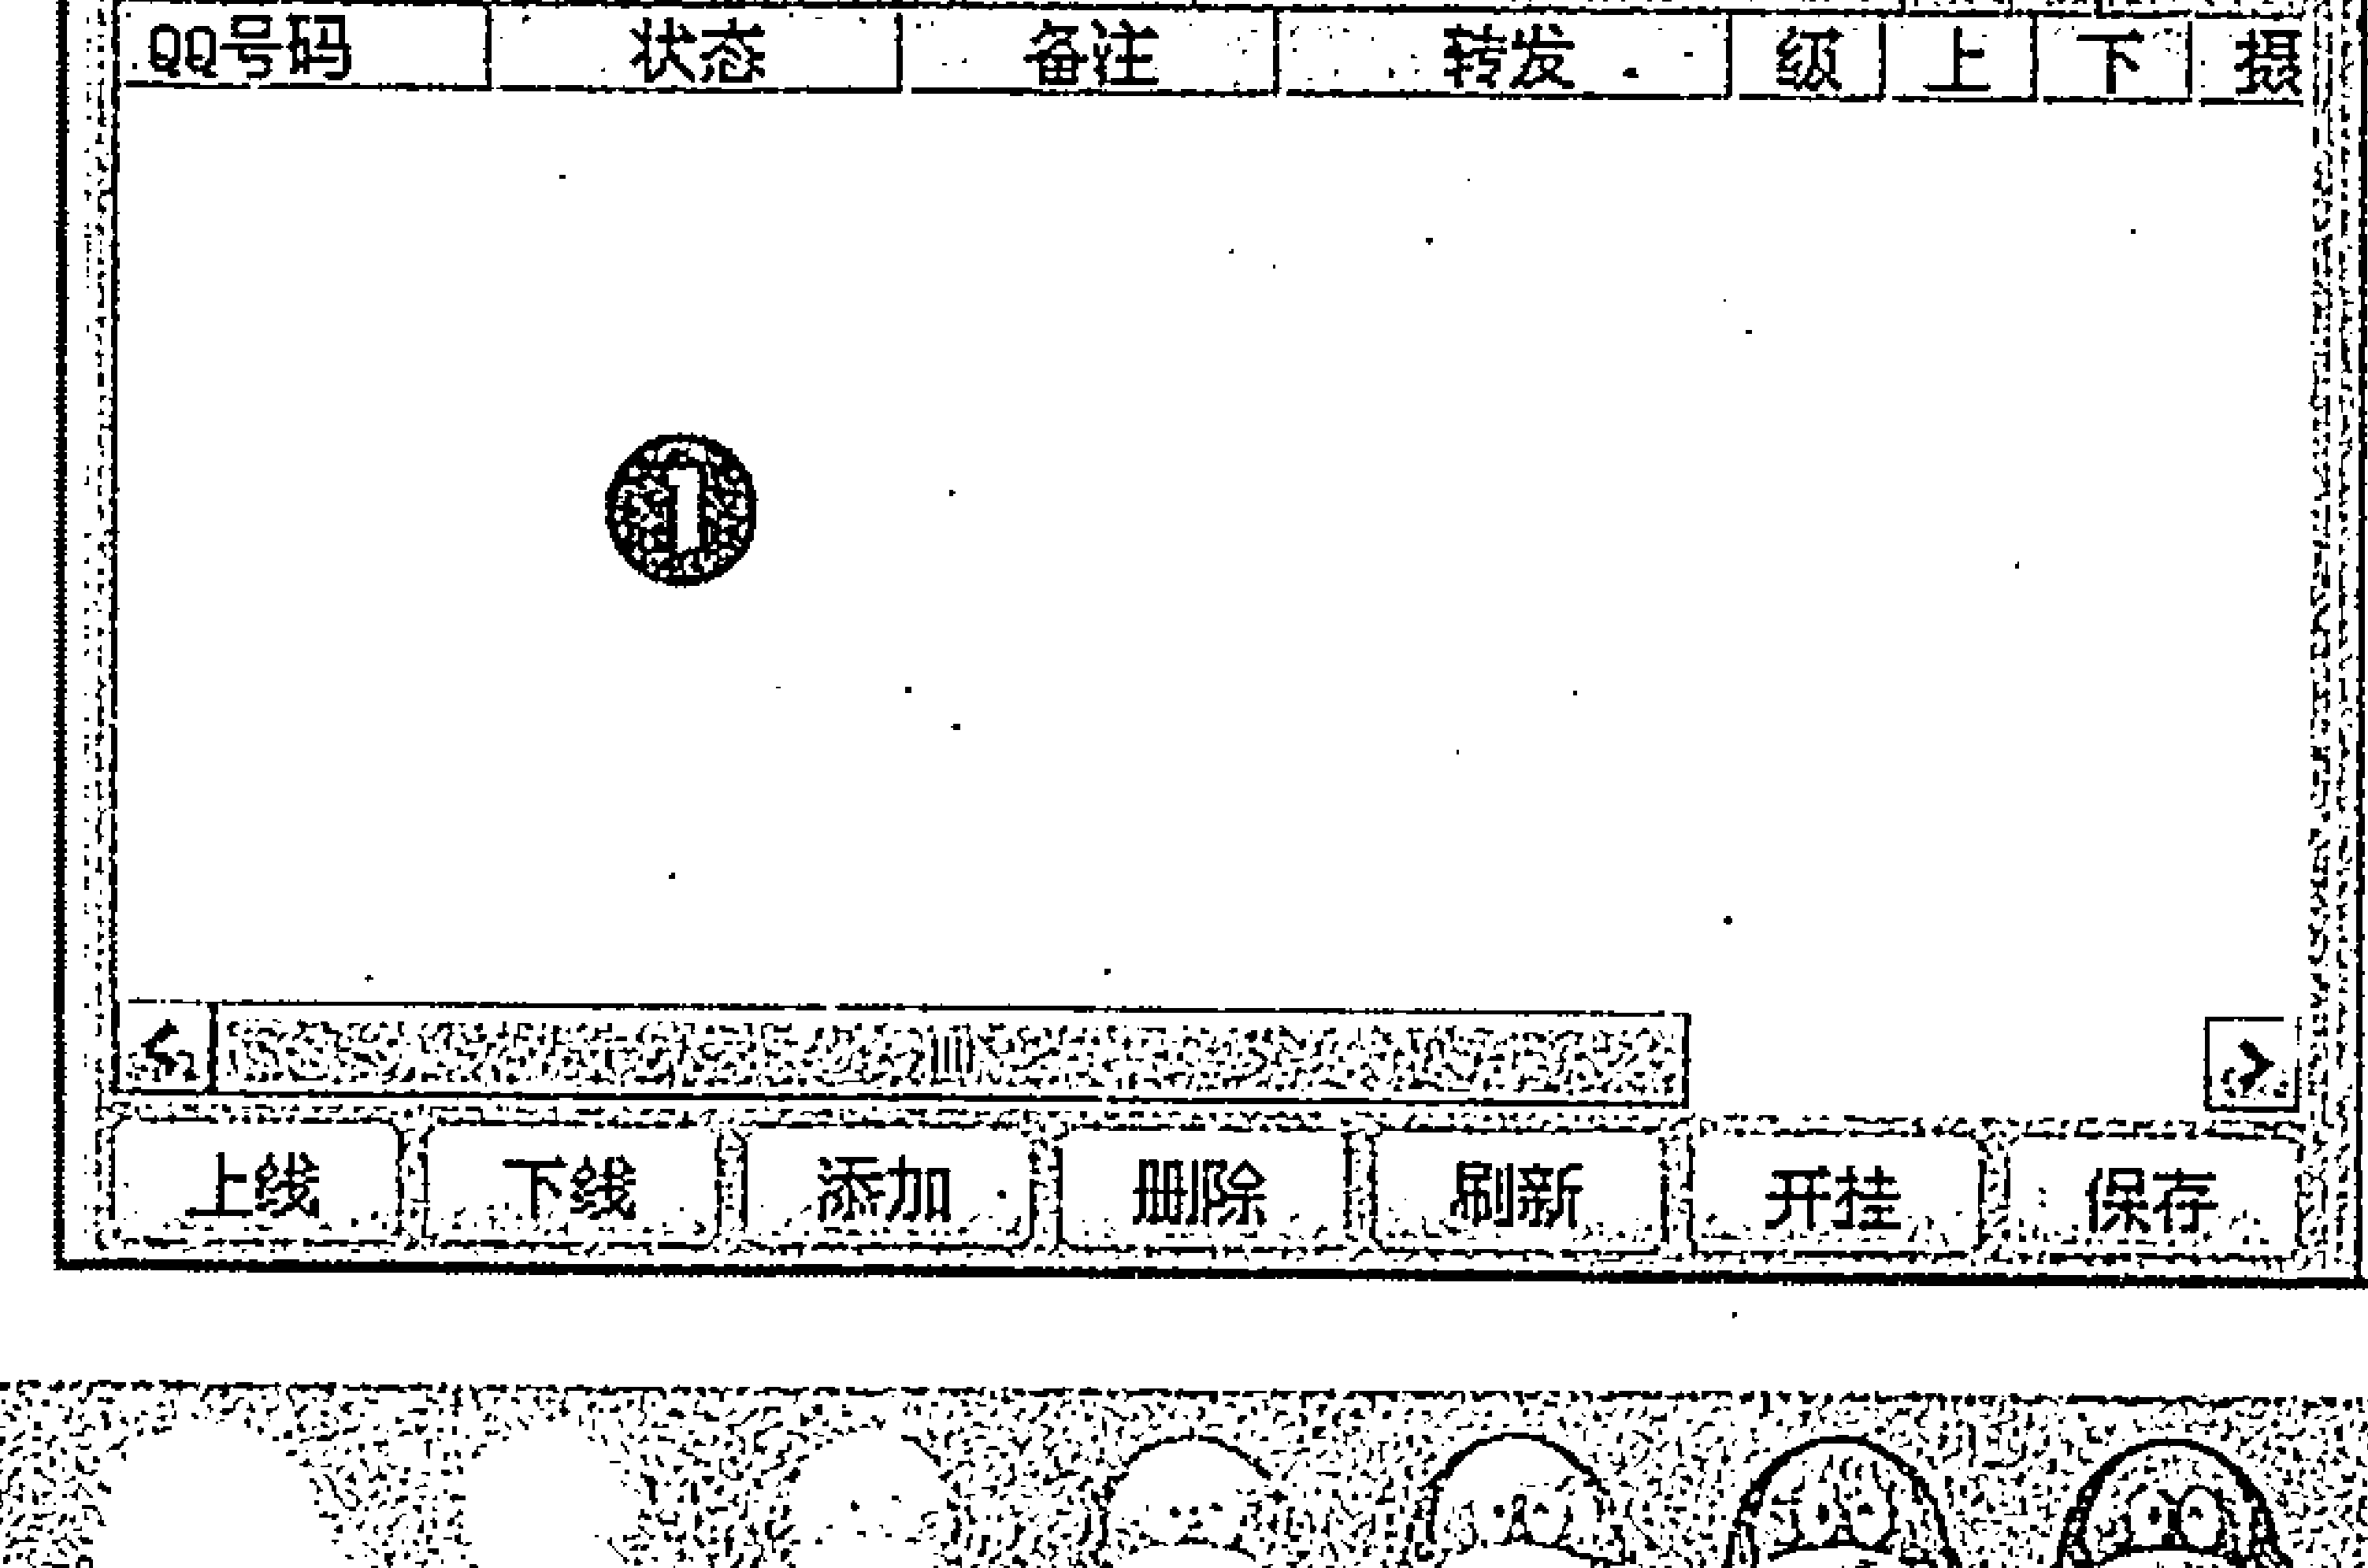 QQ号码 状态 备注 转发 级 上 下 摄
1
上线 下线 添加 删除 刷新 开挂 保存